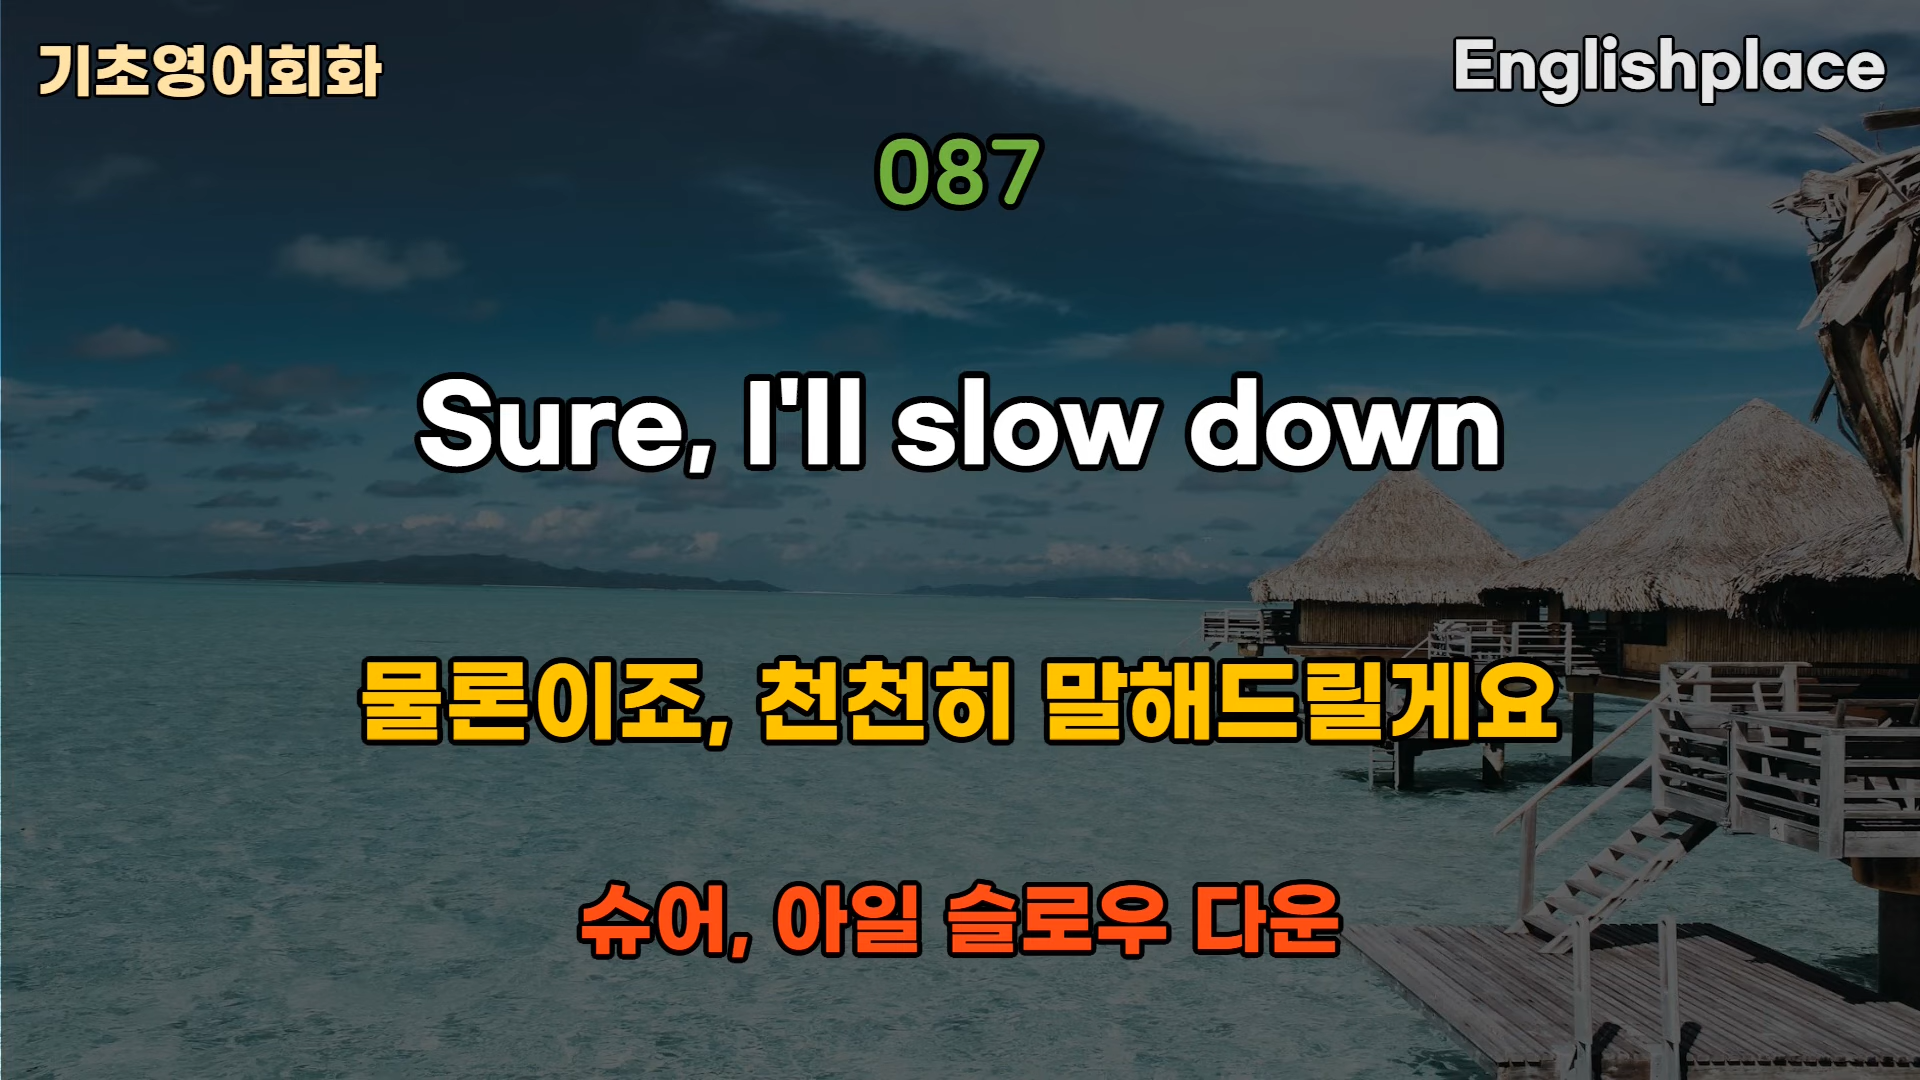 기초영어회화
Englishplace
087
Sure, I'll slow down
물론이죠, 천천히 말해드릴게요
슈어, 아일 슬로우 다운